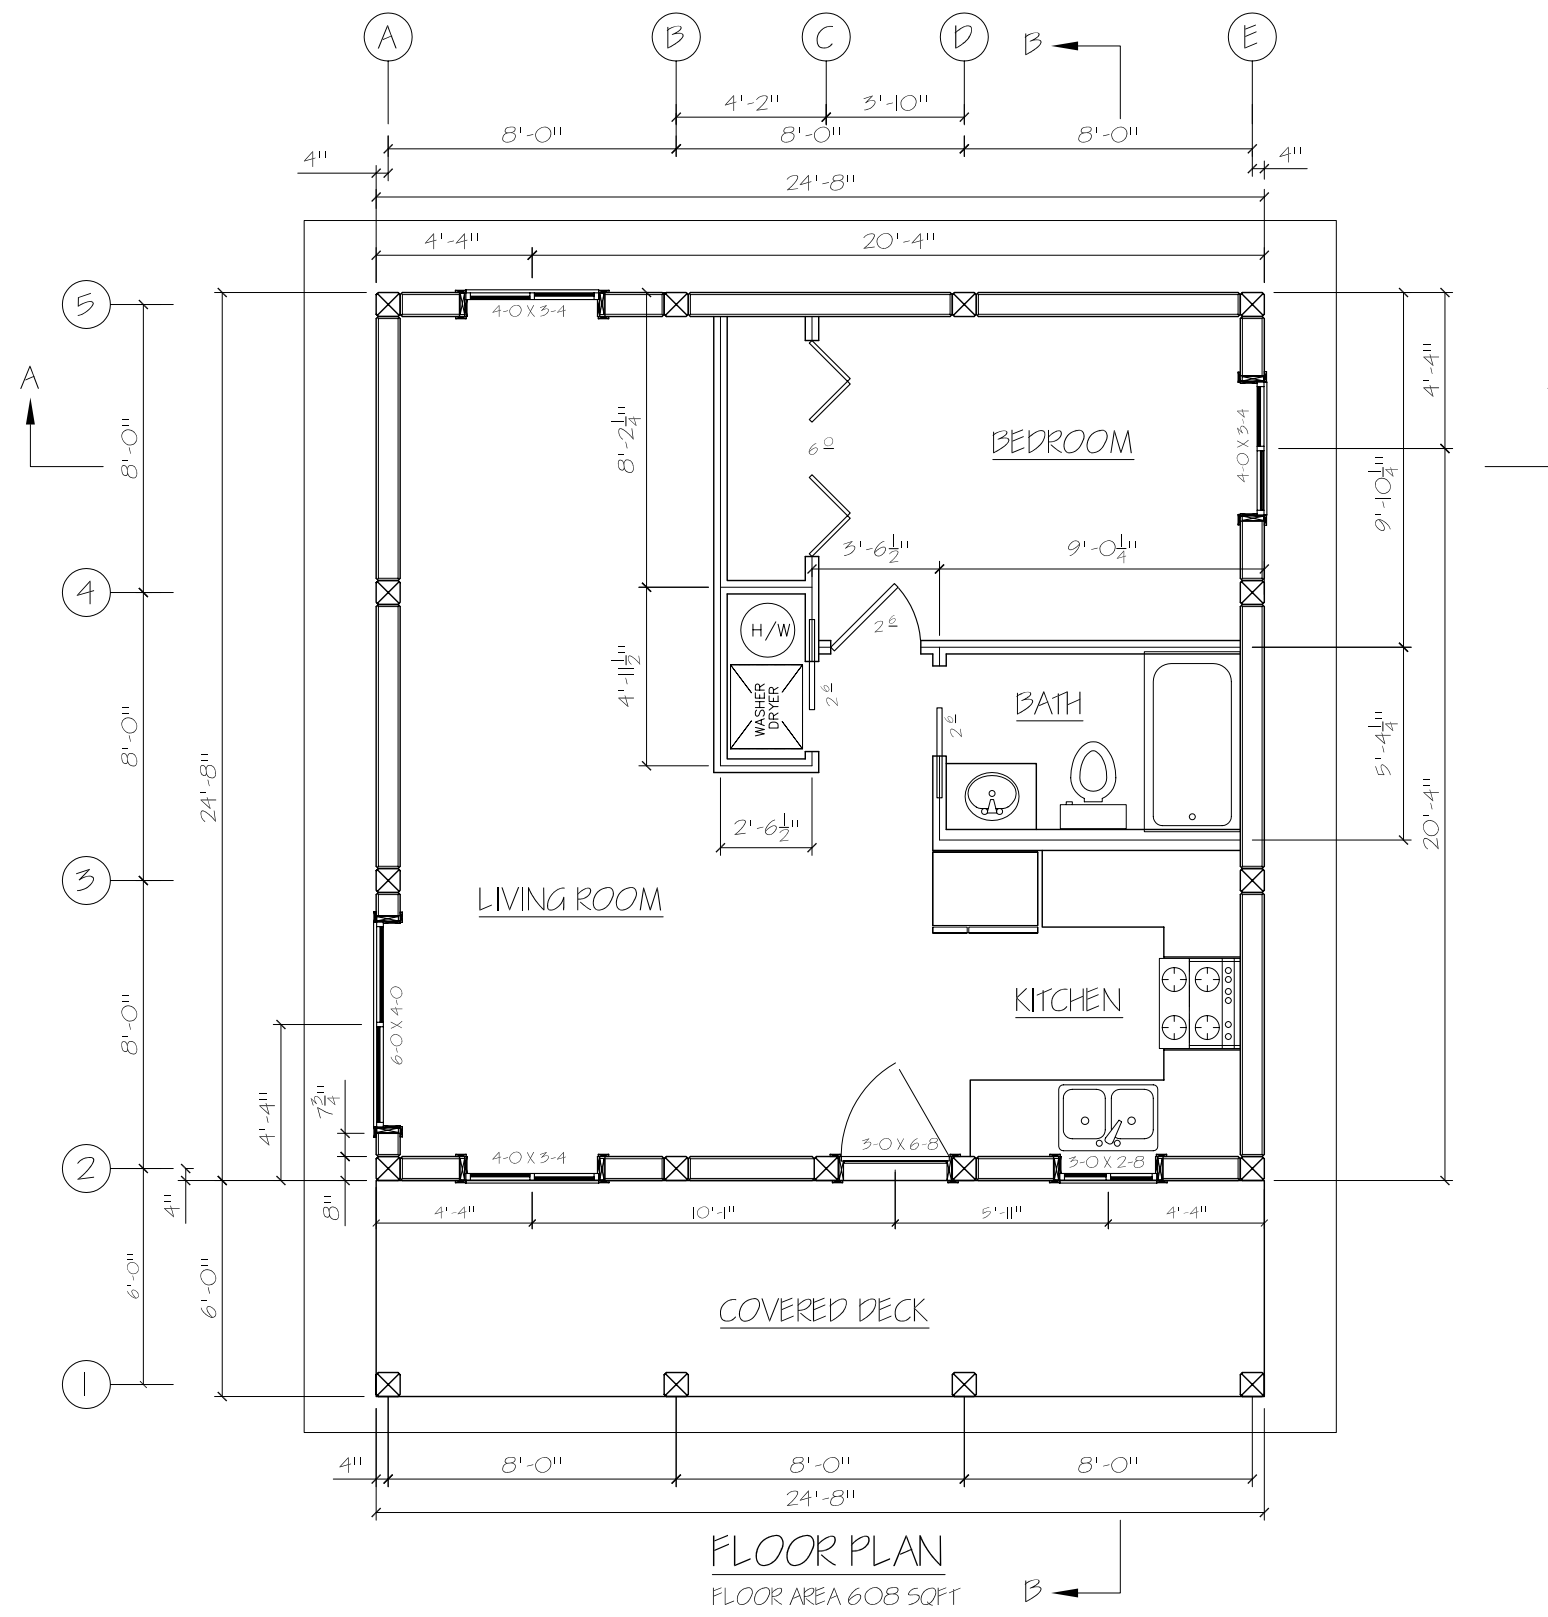 A B C D E B
4'-2" 3'-10"
8'-0" 8'-0" 8'-0"
4" 4"
24'-8"
4'-4" 20'-4"
5
4-0 X 3-4
A
8'-0"
8'-2 1/4"
6 0
BEDROOM
4-0 X 3-4
4'-4"
9'-10 1/4"
3'-6 1/2" 9'-0 1/4"
4
H/W
2 6
4'-11 1/2"
WASHER
DRYER
2 6
2 6
BATH
8'-0"
24'-8"
5'-4 1/4"
20'-4"
2'-6 1/2"
3
LIVING ROOM
KITCHEN
8'-0"
6-0 X 4-0
4'-4"
7 3/4"
2
4-0 X 3-4
3-0 X 6-8
3-0 X 2-8
4"
8"
4'-4" 10'-1" 5'-11" 4'-4"
6'-0"
6'-0"
COVERED DECK
1
4" 8'-0" 8'-0" 8'-0"
24'-8"
FLOOR PLAN
FLOOR AREA 608 SQFT
B